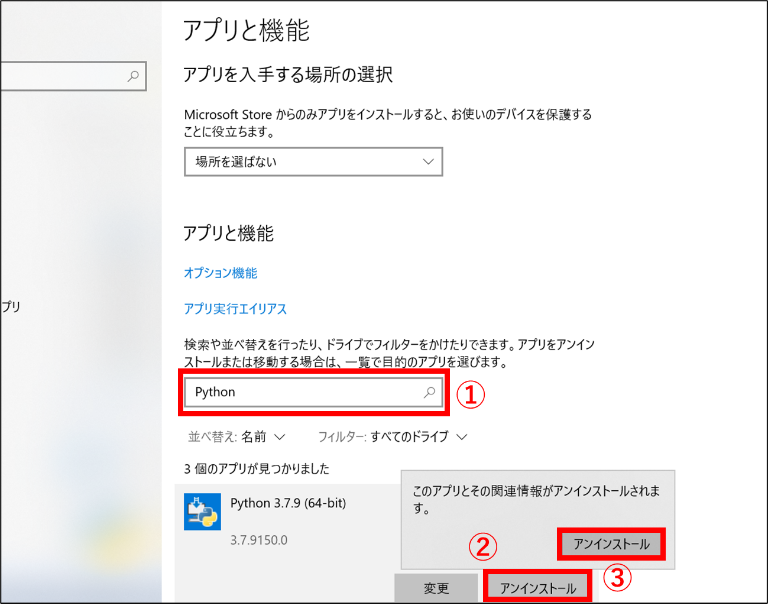 アプリと機能
アプリを入手する場所の選択
Microsoft Store からのみアプリをインストールすると、お使いのデバイスを保護する
ことに役立ちます。
場所を選ばない
アプリと機能
オプション機能
プリ
アプリ実行エイリアス
検索や並べ替えを行ったり、ドライブでフィルターをかけたりできます。アプリをアンイン
ストールまたは移動する場合は、一覧で目的のアプリを選びます。
Python
①
並べ替え: 名前 フィルター: すべてのドライブ
3 個のアプリが見つかりました
Python 3.7.9 (64-bit)
3.7.9150.0
このアプリとその関連情報がアンインストールされま
す。
アンインストール
②
③
変更
アンインストール